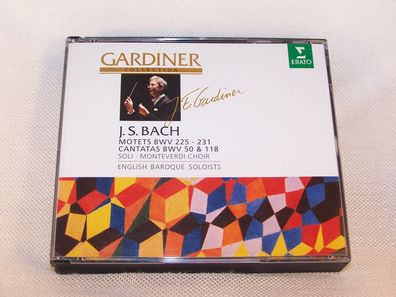 GARDINER
COLLECTION
ERATO
J. E. Gardiner
J. S. BACH
MOTETS BWV 225 - 231
CANTATAS BWV 50 & 118
SOLI · MONTEVERDI CHOIR
ENGLISH BAROQUE SOLOISTS